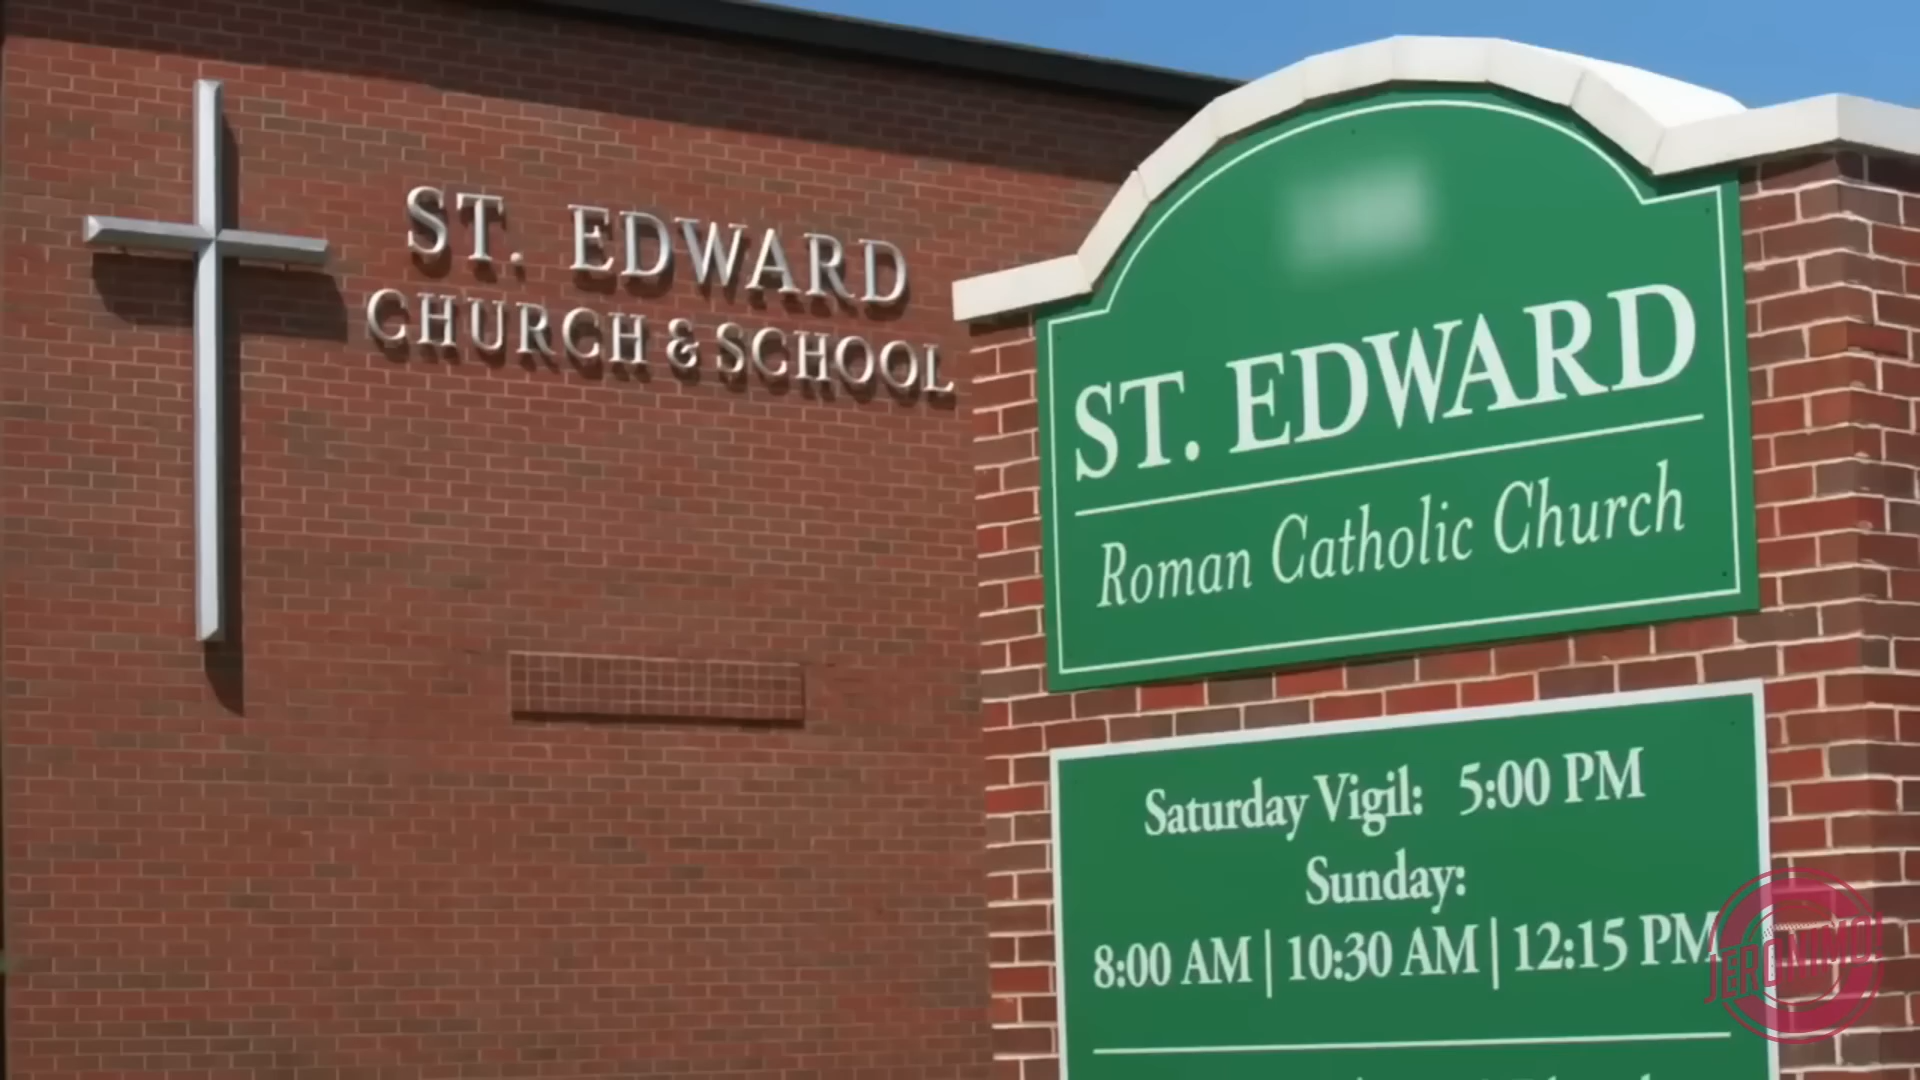 ST. EDWARD
CHURCH & SCHOOL
ST. EDWARD
Roman Catholic Church
Saturday Vigil: 5:00 PM
Sunday:
8:00 AM | 10:30 AM | 12:15 PM
JERONIMO!